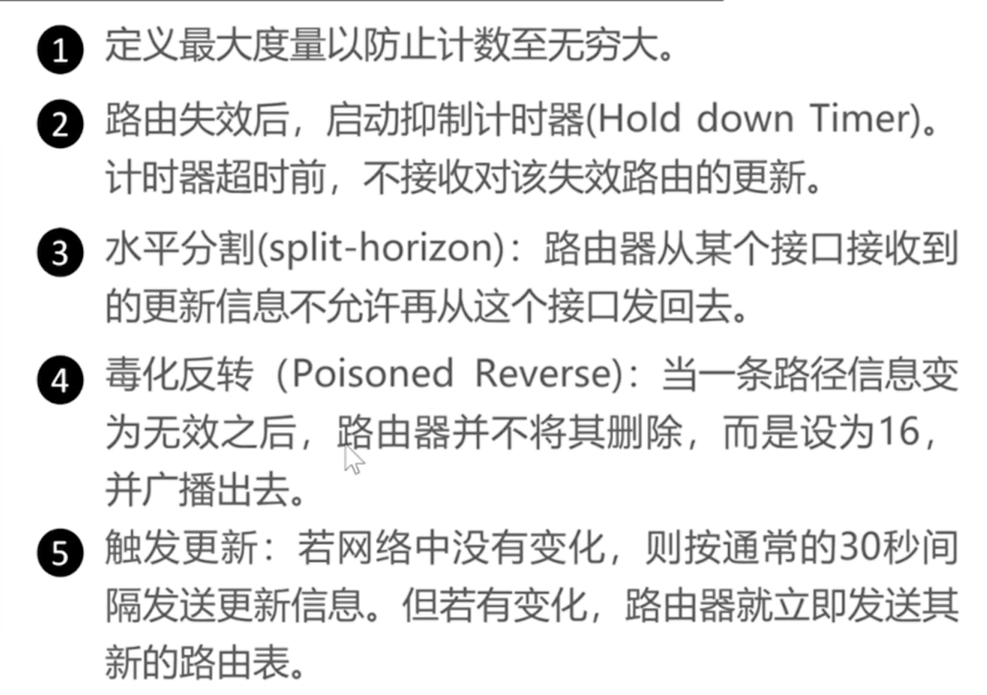 1 定义最大度量以防止计数至无穷大。
2 路由失效后，启动抑制计时器(Hold down Timer)。
计时器超时前，不接收对该失效路由的更新。
3 水平分割(split-horizon)：路由器从某个接口接收到
的更新信息不允许再从这个接口发回去。
4 毒化反转（Poisoned Reverse)：当一条路径信息变
为无效之后，路由器并不将其删除，而是设为16，
并广播出去。
5 触发更新：若网络中没有变化，则按通常的30秒间
隔发送更新信息。但若有变化，路由器就立即发送其
新的路由表。